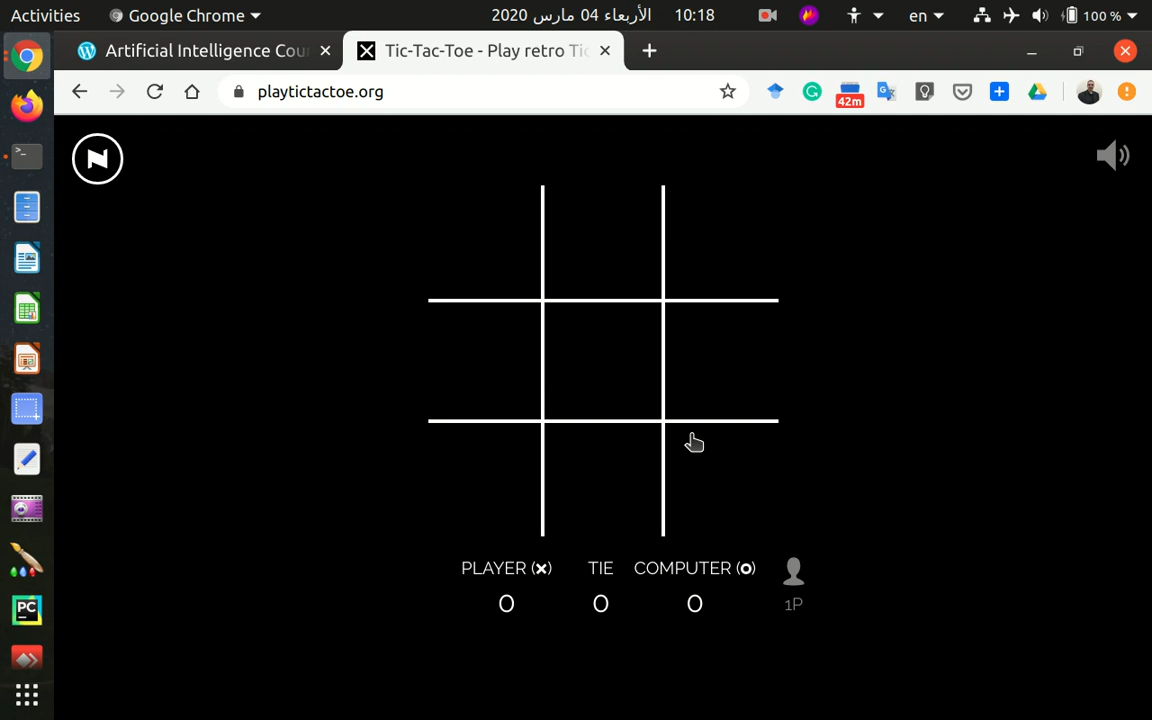 Activities
Google Chrome
الأربعاء 04 مارس 2020
10:18
en
100 %
Artificial Intelligence Cou
Tic-Tac-Toe - Play retro Tic
playtictactoe.org
42m
PLAYER (×) TIE COMPUTER (o)
0 0 0 1P
PC